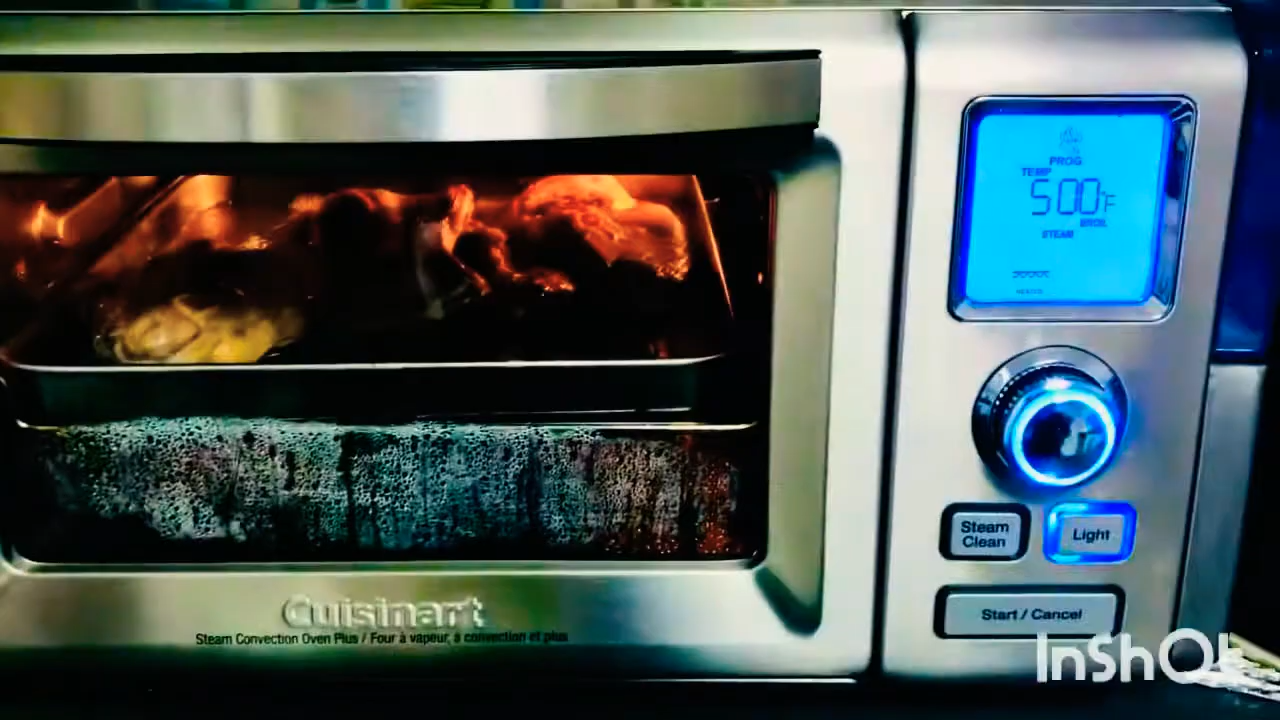 PROG
TEMP
500°F
BROIL
STEAM
Steam
Clean
Light
Start / Cancel
Cuisinart
Steam Convection Oven Plus / Four à vapeur, à convection et plus
InShOt